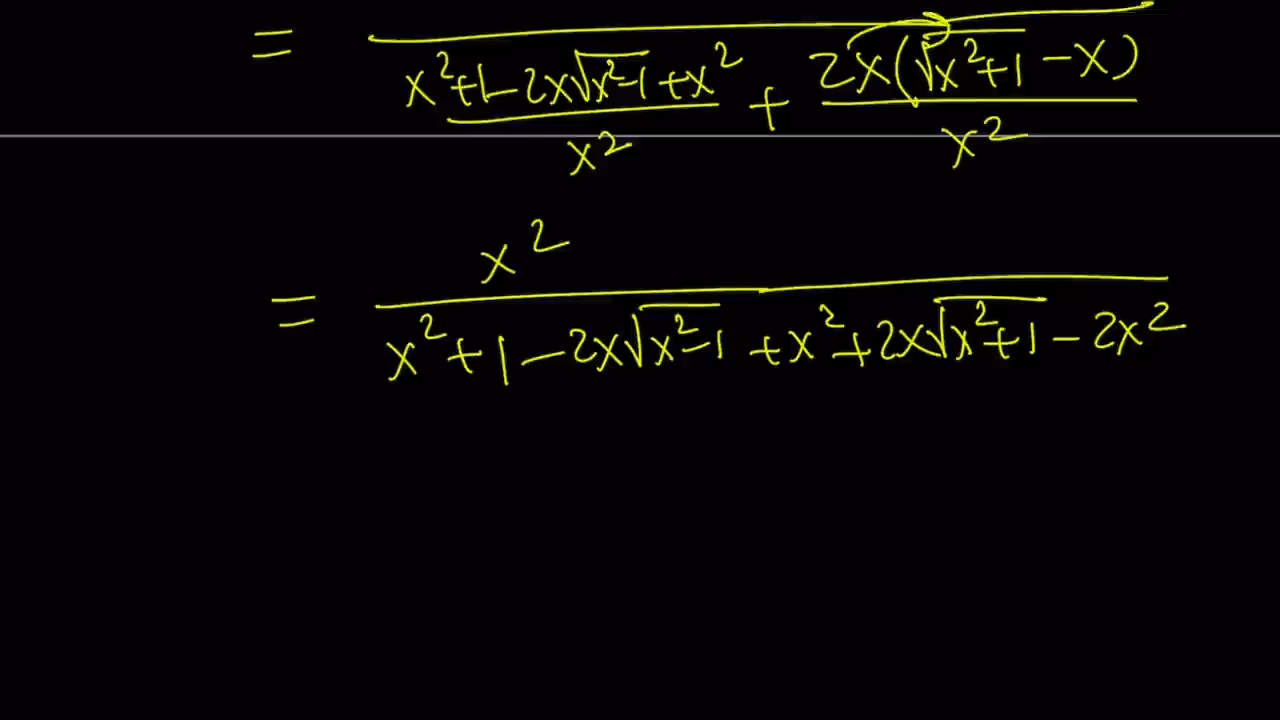 =
x²+1-2x√x²-1+x² + 2x(√x²+1-x)
x² x²
x²
=
x²+1-2x√x²-1+x²+2x√x²+1-2x²